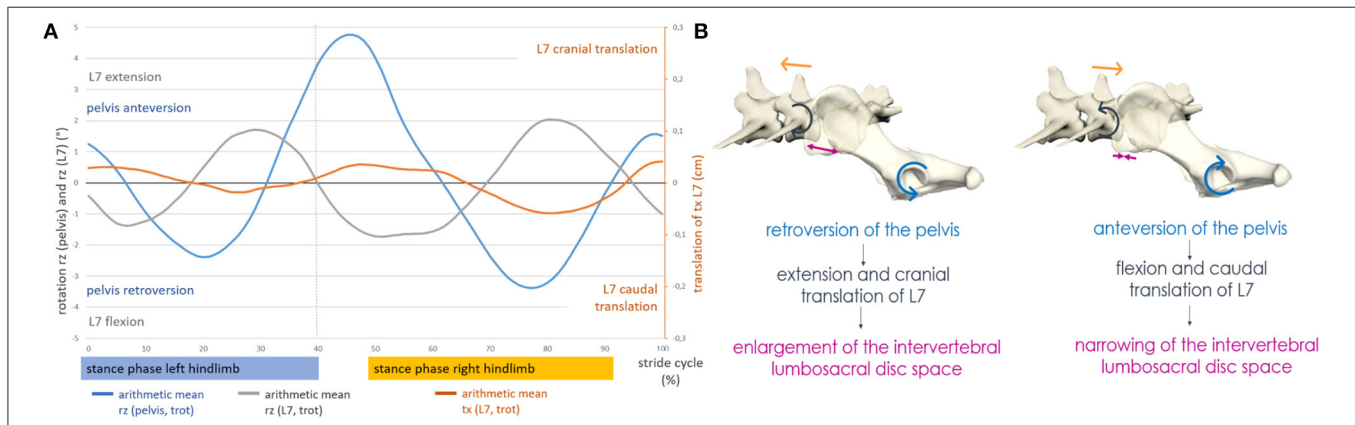 A
L7 extension
pelvis anteversion
pelvis retroversion
L7 flexion
rotation rz (pelvis) and rz (L7) (°)
5
4
3
2
1
0
-1
-2
-3
-4
-5
L7 cranial translation
L7 caudal
translation
0,3
0,2
0,1
0
-0,1
-0,2
-0,3
translation of tx L7 (cm)
0 10 20 30 40 50 60 70 80 90 100
stance phase left hindlimb
stance phase right hindlimb
stride cycle
(%)
arithmetic mean
rz (pelvis, trot)
arithmetic mean
rz (L7, trot)
arithmetic mean
tx (L7, trot)
B
retroversion of the pelvis
extension and cranial
translation of L7
enlargement of the intervertebral
lumbosacral disc space
anteversion of the pelvis
flexion and caudal
translation of L7
narrowing of the intervertebral
lumbosacral disc space